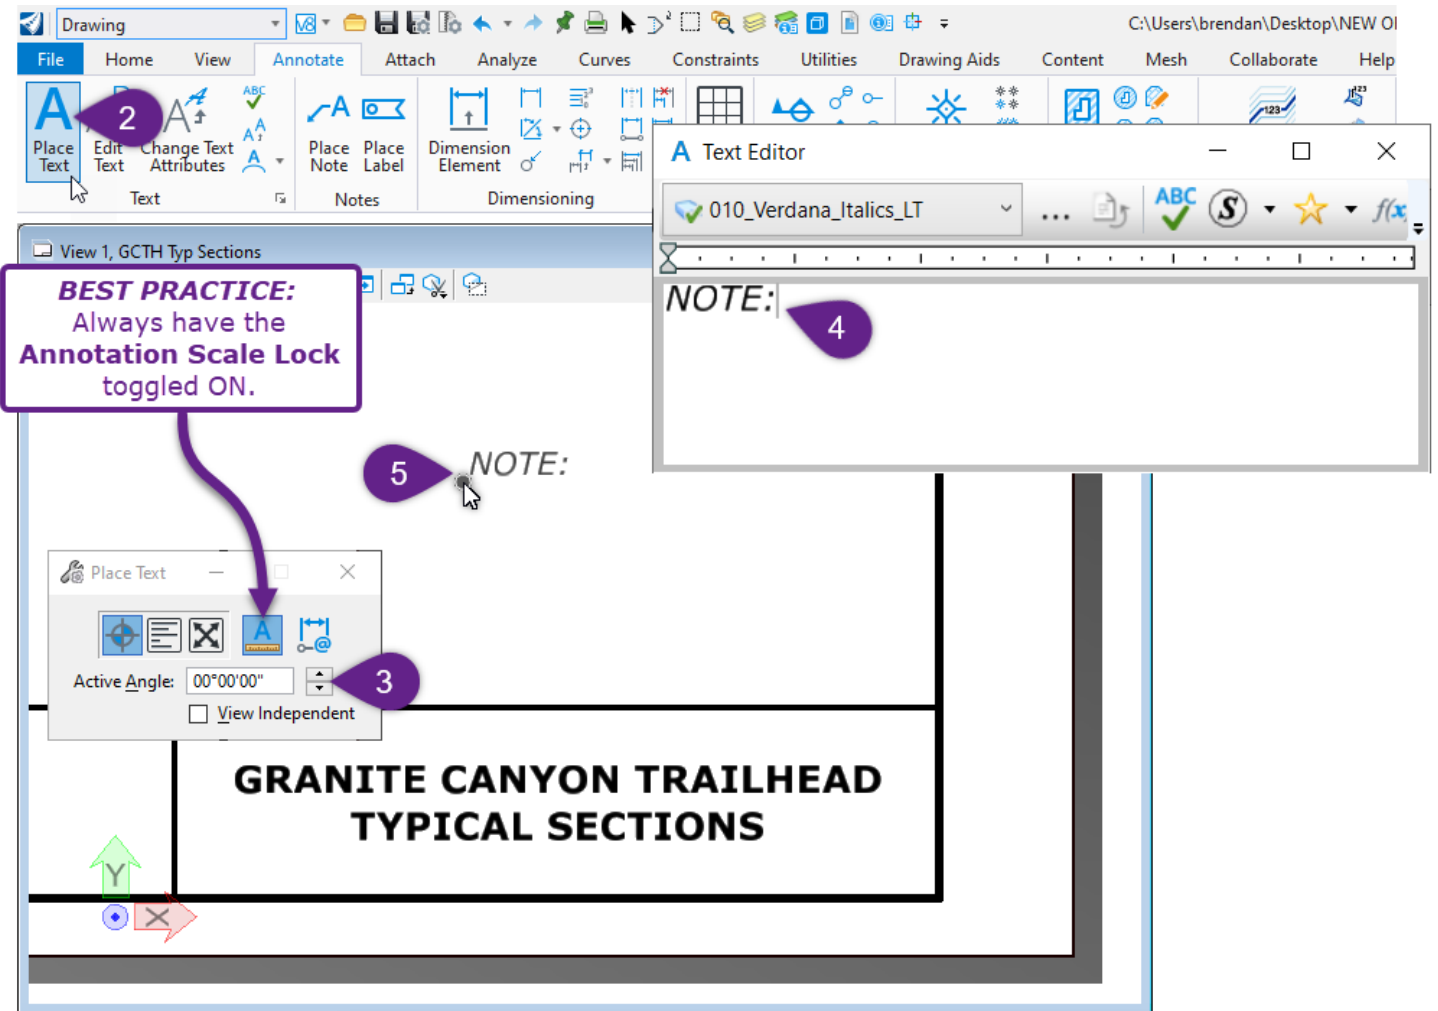 Drawing
C:\Users\brendan\Desktop\NEW O
File Home View Annotate Attach Analyze Curves Constraints Utilities Drawing Aids Content Mesh Collaborate Help
2
Place Text
Edit Text
Change Text Attributes
ABC
Place Note
Place Label
Dimension Element
123
123
Text
Notes
Dimensioning
Text Editor
010_Verdana_Italics_LT
...
ABC
S
f(x
NOTE:
4
View 1, GCTH Typ Sections
BEST PRACTICE:
Always have the
Annotation Scale Lock
toggled ON.
5
NOTE:
Place Text
Active Angle: 00°00'00"
3
View Independent
GRANITE CANYON TRAILHEAD
TYPICAL SECTIONS
Y
X